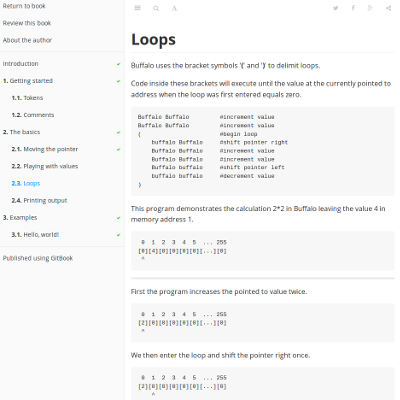 Return to book
Review this book
About the author
Introduction
1. Getting started
1.1. Tokens
1.2. Comments
2. The basics
2.1. Moving the pointer
2.2. Playing with values
2.3. Loops
2.4. Printing output
3. Examples
3.1. Hello, world!
Published using GitBook
A
Loops
Buffalo uses the bracket symbols '(' and ')' to delimit loops.
Code inside these brackets will execute until the value at the currently pointed to
address when the loop was first entered equals zero.
Buffalo Buffalo #increment value
Buffalo Buffalo #increment value
( #begin loop
buffalo Buffalo #shift pointer right
Buffalo Buffalo #increment value
Buffalo Buffalo #increment value
Buffalo buffalo #shift pointer left
buffalo buffalo #decrement value
)
This program demonstrates the calculation 2*2 in Buffalo leaving the value 4 in
memory address 1.
0 1 2 3 4 5 ... 255
[0][4][0][0][0][0][...][0]
^
First the program increases the pointed to value twice.
0 1 2 3 4 5 ... 255
[2][0][0][0][0][0][...][0]
^
We then enter the loop and shift the pointer right once.
0 1 2 3 4 5 ... 255
[2][0][0][0][0][0][...][0]
^